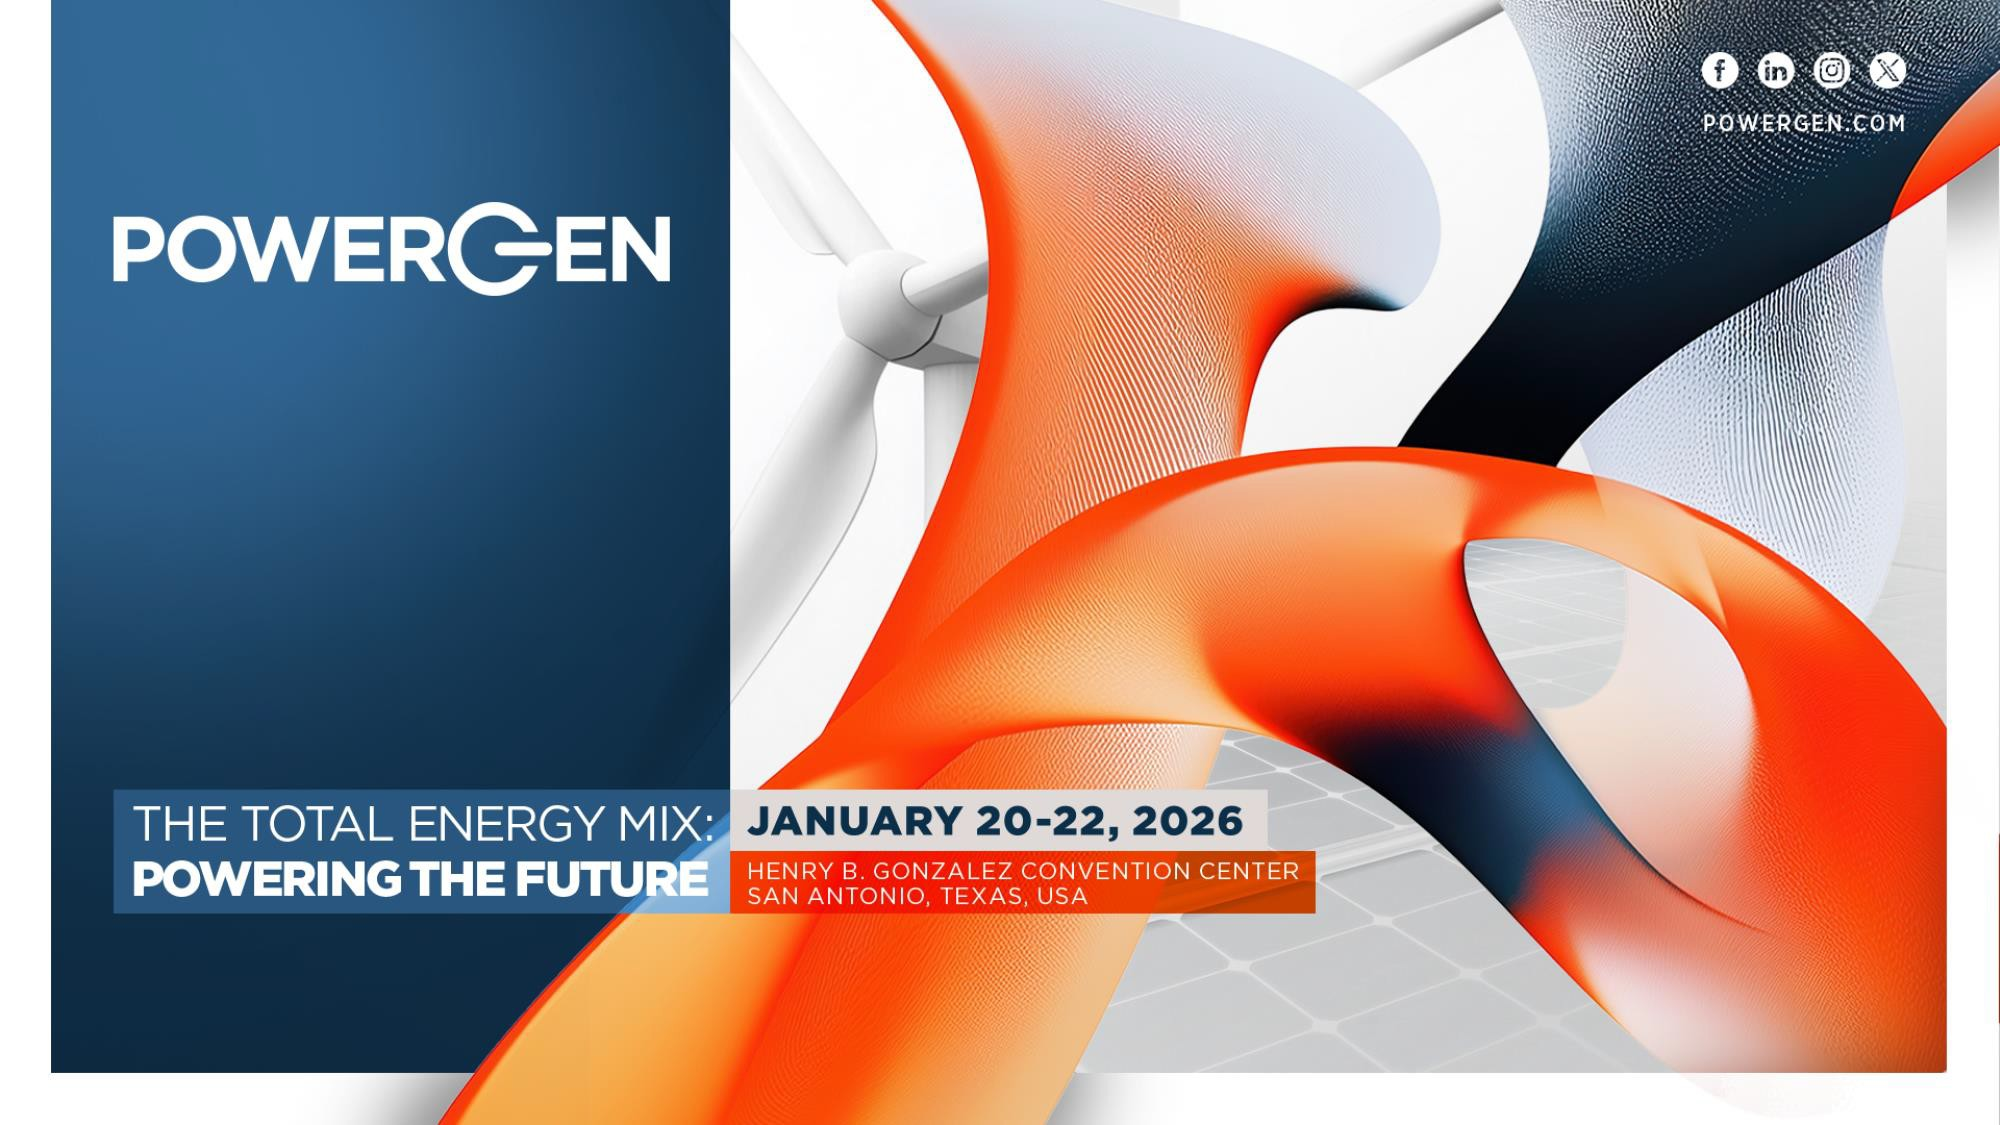 POWERGEN.COM
POWERGEN
THE TOTAL ENERGY MIX:
POWERING THE FUTURE
JANUARY 20-22, 2026
HENRY B. GONZALEZ CONVENTION CENTER
SAN ANTONIO, TEXAS, USA